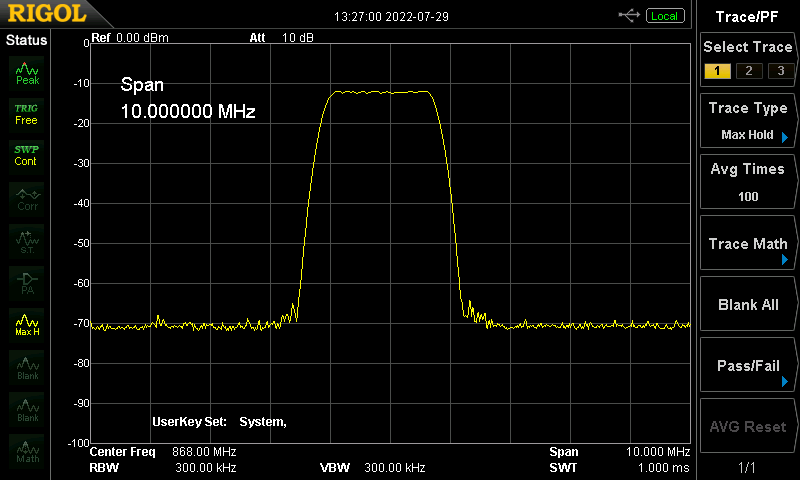 RIGOL
13:27:00 2022-07-29
Local
Status
Ref 0.00 dBm
Att 10 dB
Peak
TRIG
Free
SWP
Cont
Corr
S.T.
PA
Max H
Blank
Blank
Math
0
-10
-20
-30
-40
-50
-60
-70
-80
-90
-100
Span
10.000000 MHz
UserKey Set: System,
Center Freq 868.00 MHz
Span 10.000 MHz
RBW 300.00 kHz
VBW 300.00 kHz
SWT 1.000 ms
Trace/PF
Select Trace
1 2 3
Trace Type
Max Hold
Avg Times
100
Trace Math
Blank All
Pass/Fail
AVG Reset
1/1